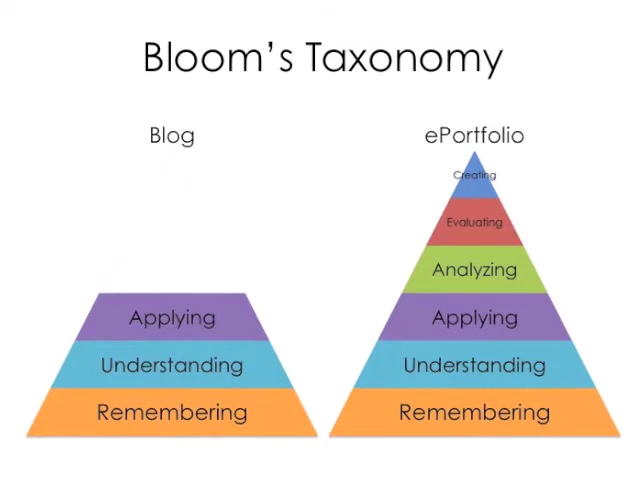 Bloom’s Taxonomy
Blog
ePortfolio
Creating
Evaluating
Analyzing
Applying
Applying
Understanding
Understanding
Remembering
Remembering